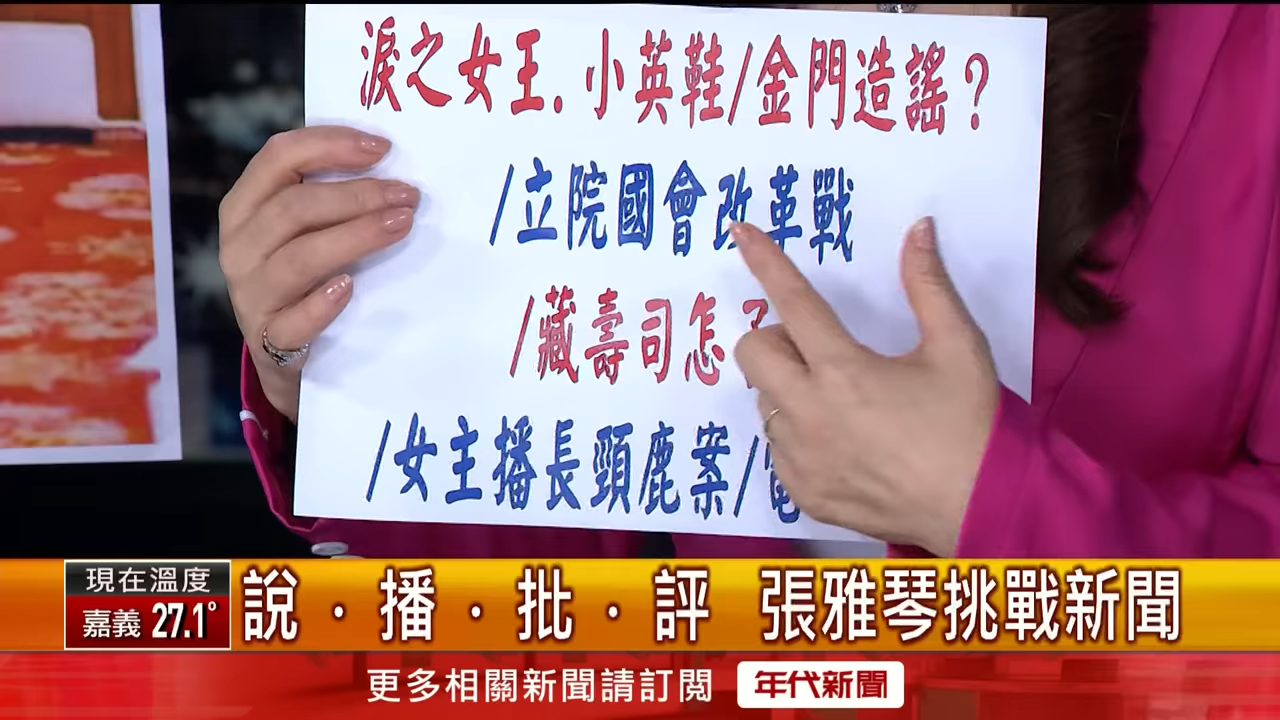 淚之女王.小英鞋/金門造謠?
/立院國會改革戰
/藏壽司怎
/女主播長頸鹿案/
現在溫度
嘉義 27.1°
說．播．批．評 張雅琴挑戰新聞
更多相關新聞請訂閱 年代新聞